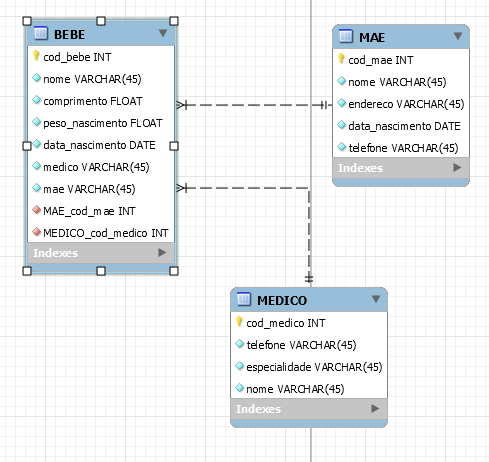 BEBE
cod_bebe INT
nome VARCHAR(45)
comprimento FLOAT
peso_nascimento FLOAT
data_nascimento DATE
medico VARCHAR(45)
mae VARCHAR(45)
MAE_cod_mae INT
MEDICO_cod_medico INT
Indexes
MAE
cod_mae INT
nome VARCHAR(45)
endereco VARCHAR(45)
data_nascimento DATE
telefone VARCHAR(45)
Indexes
MEDICO
cod_medico INT
telefone VARCHAR(45)
especialidade VARCHAR(45)
nome VARCHAR(45)
Indexes